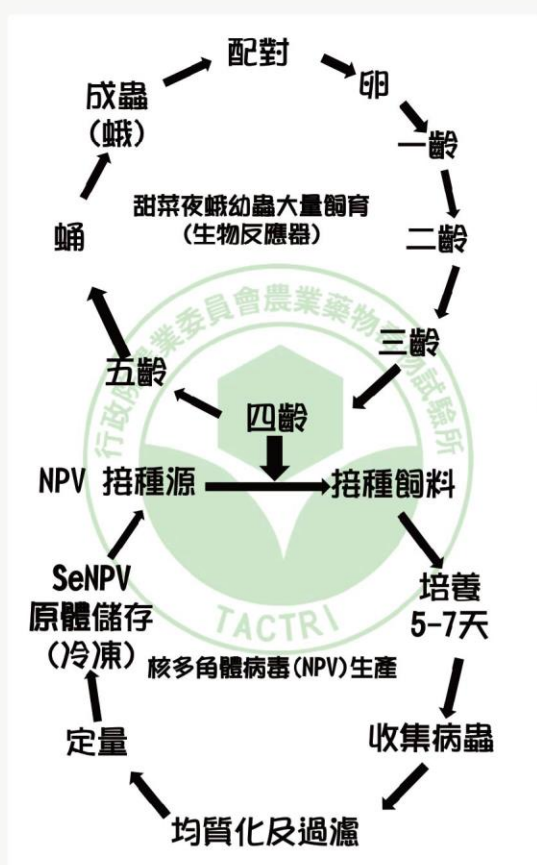 配對
卵
一齡
二齡
三齡
四齡
五齡
蛹
成蟲
(蛾)
甜菜夜蛾幼蟲大量飼育
(生物反應器)
NPV 接種源
接種飼料
培養
5-7天
收集病蟲
均質化及過濾
定量
SeNPV
原體儲存
(冷凍)
核多角體病毒(NPV)生產
TACTRI